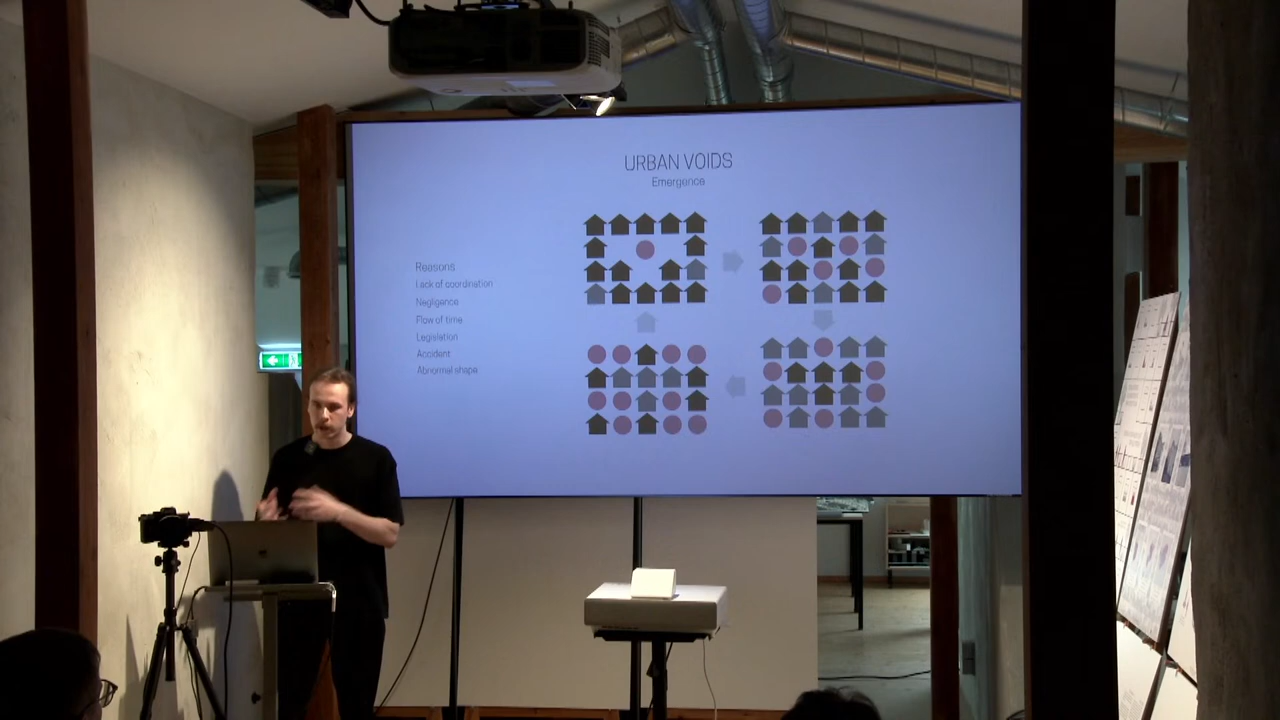 URBAN VOIDS
Emergence
Reasons
Lack of coordination
Negligence
Flow of time
Legislation
Accident
Abnormal shape